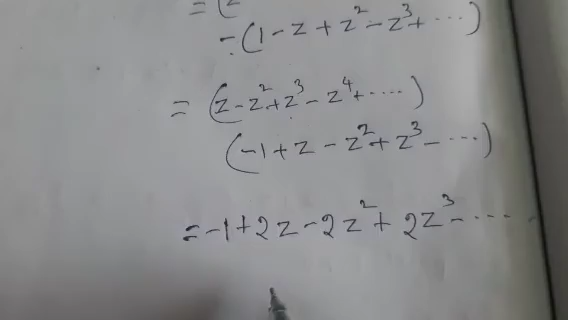 = (z
-(1 - z + z² - z³ + ....)
= (z - z² + z³ - z⁴ + ....)
(-1 + z - z² + z³ - ....)
= -1 + 2z - 2z² + 2z³ - ....